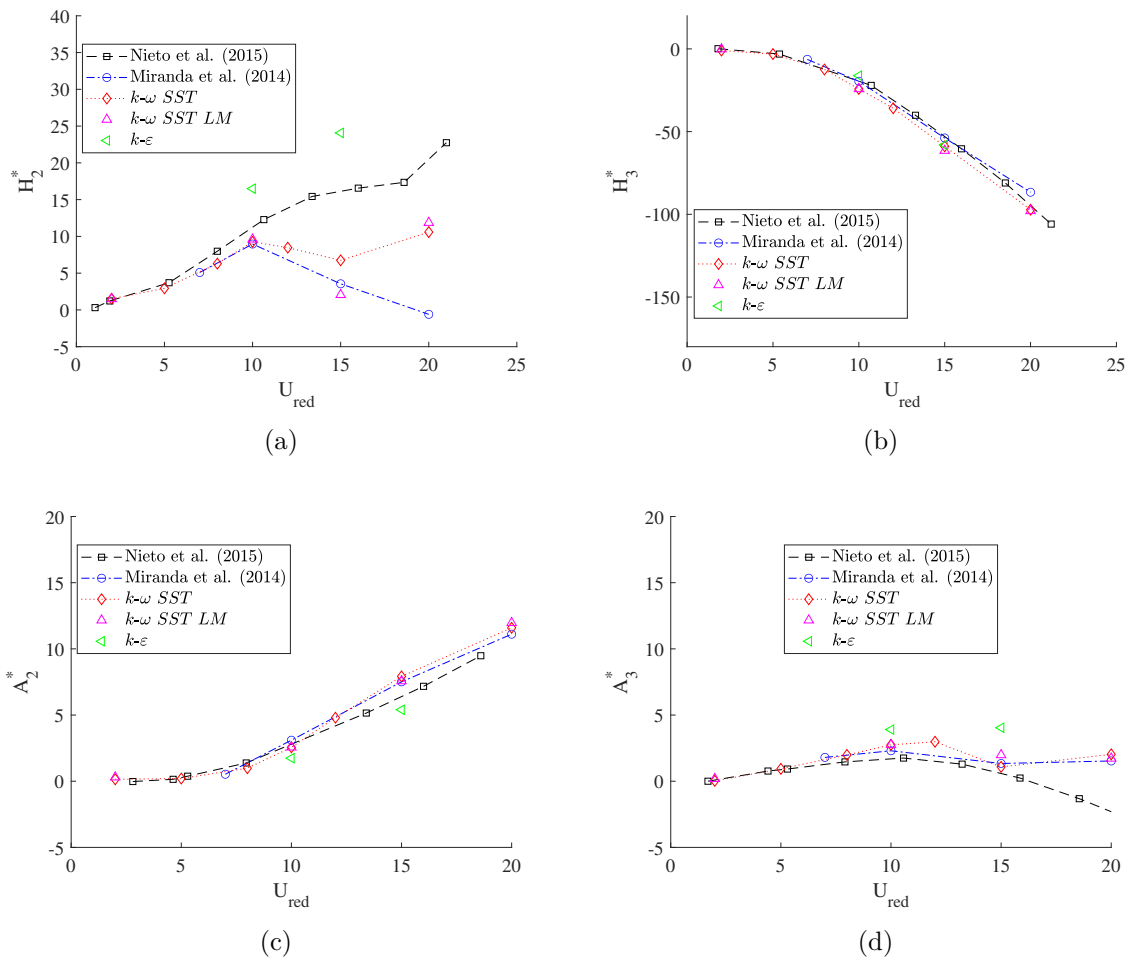 40
35
30
25
20
15
10
5
0
-5
0 5 10 15 20 25
H2*
Ured
Nieto et al. (2015)
Miranda et al. (2014)
k-ω SST
k-ω SST LM
k-ε
(a)
0
-50
-100
-150
0 5 10 15 20 25
H3*
Ured
Nieto et al. (2015)
Miranda et al. (2014)
k-ω SST
k-ω SST LM
k-ε
(b)
20
15
10
5
0
-5
0 5 10 15 20
A2*
Ured
Nieto et al. (2015)
Miranda et al. (2014)
k-ω SST
k-ω SST LM
k-ε
(c)
20
15
10
5
0
-5
0 5 10 15 20
A3*
Ured
Nieto et al. (2015)
Miranda et al. (2014)
k-ω SST
k-ω SST LM
k-ε
(d)